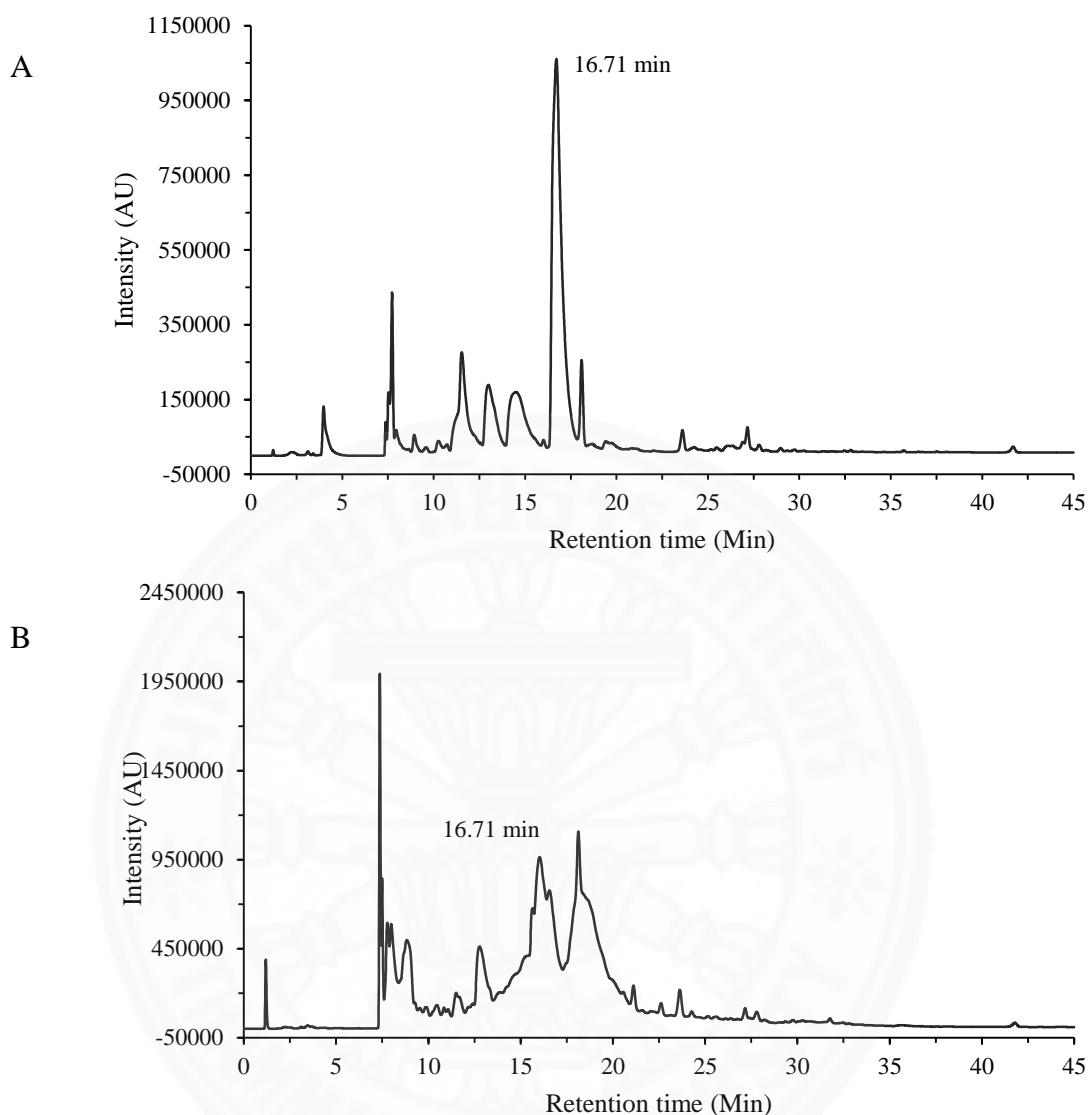 A
1150000
950000
750000
550000
350000
150000
-50000
Intensity (AU)
16.71 min
0 5 10 15 20 25 30 35 40 45
Retention time (Min)
B
2450000
1950000
1450000
950000
450000
-50000
Intensity (AU)
16.71 min
0 5 10 15 20 25 30 35 40 45
Retention time (Min)